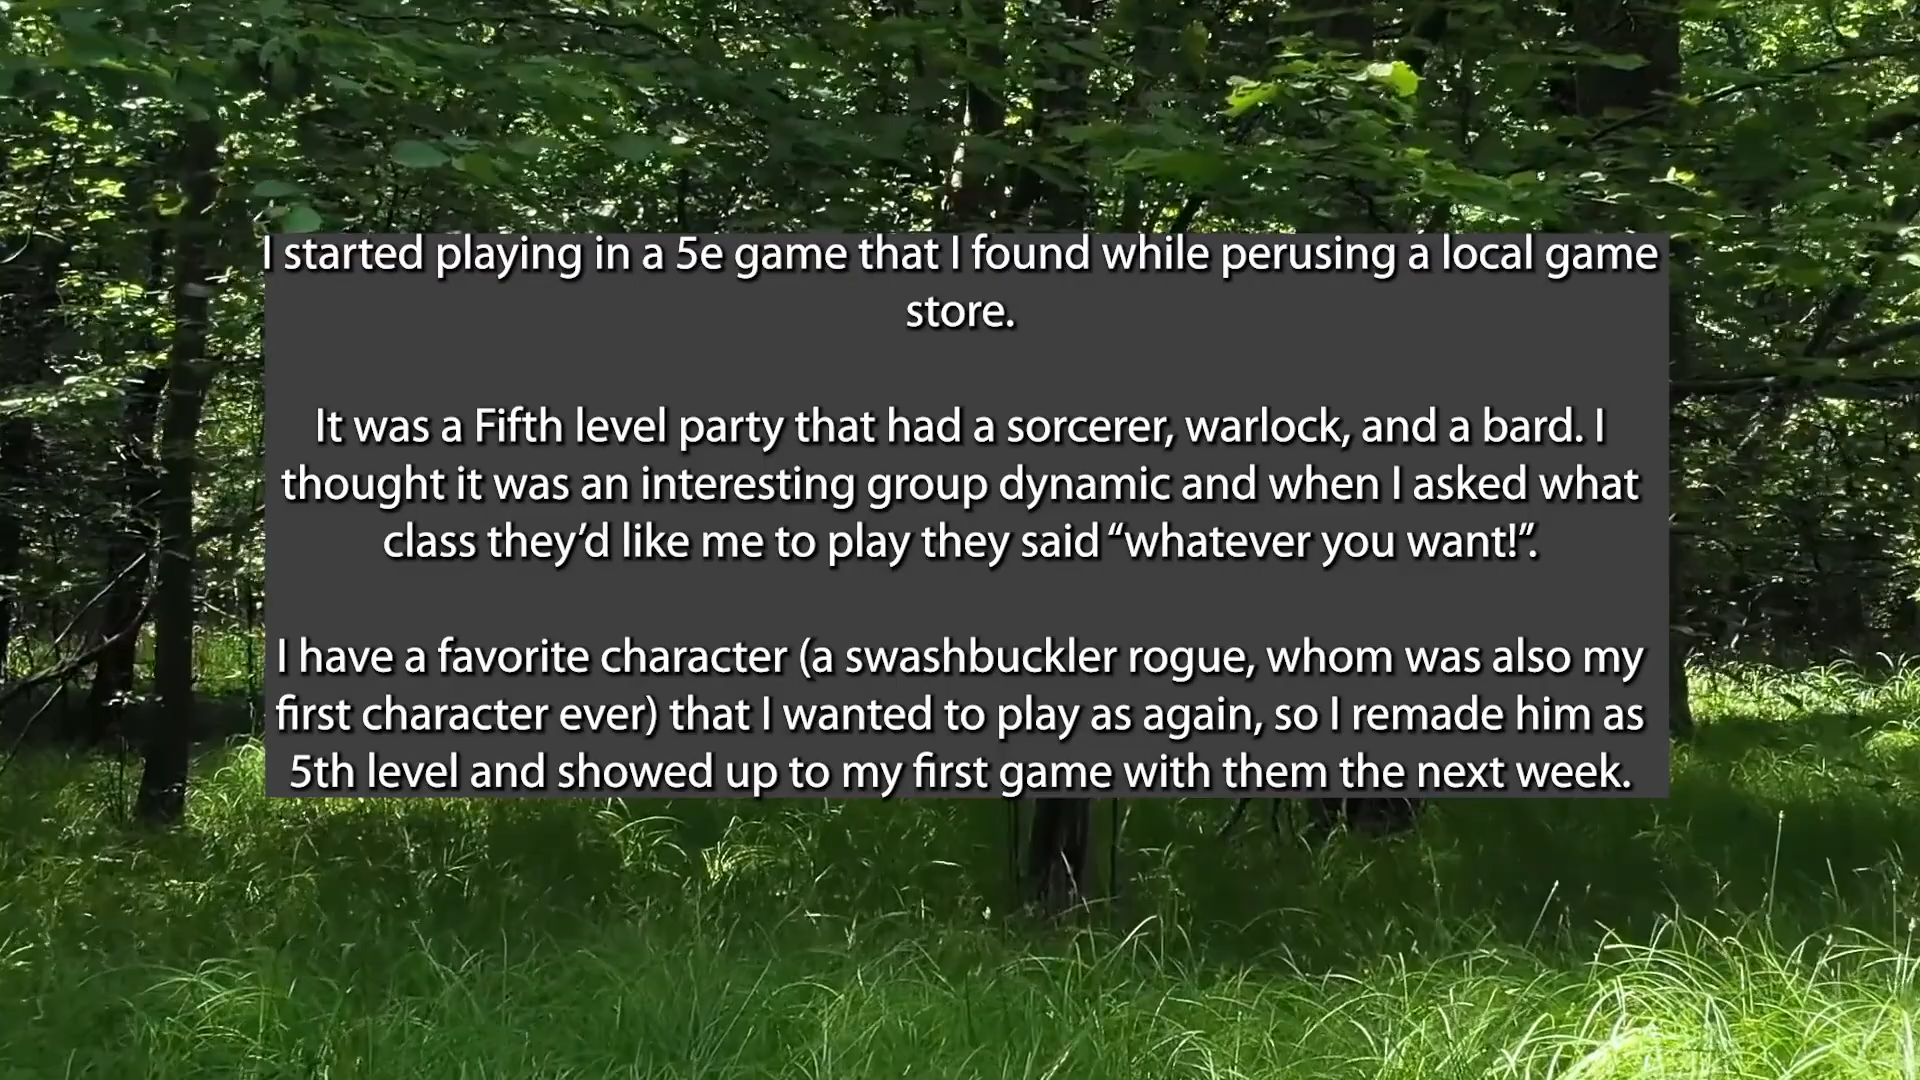 I started playing in a 5e game that I found while perusing a local game
store.
It was a Fifth level party that had a sorcerer, warlock, and a bard. I
thought it was an interesting group dynamic and when I asked what
class they’d like me to play they said “whatever you want!”.
I have a favorite character (a swashbuckler rogue, whom was also my
first character ever) that I wanted to play as again, so I remade him as
5th level and showed up to my first game with them the next week.